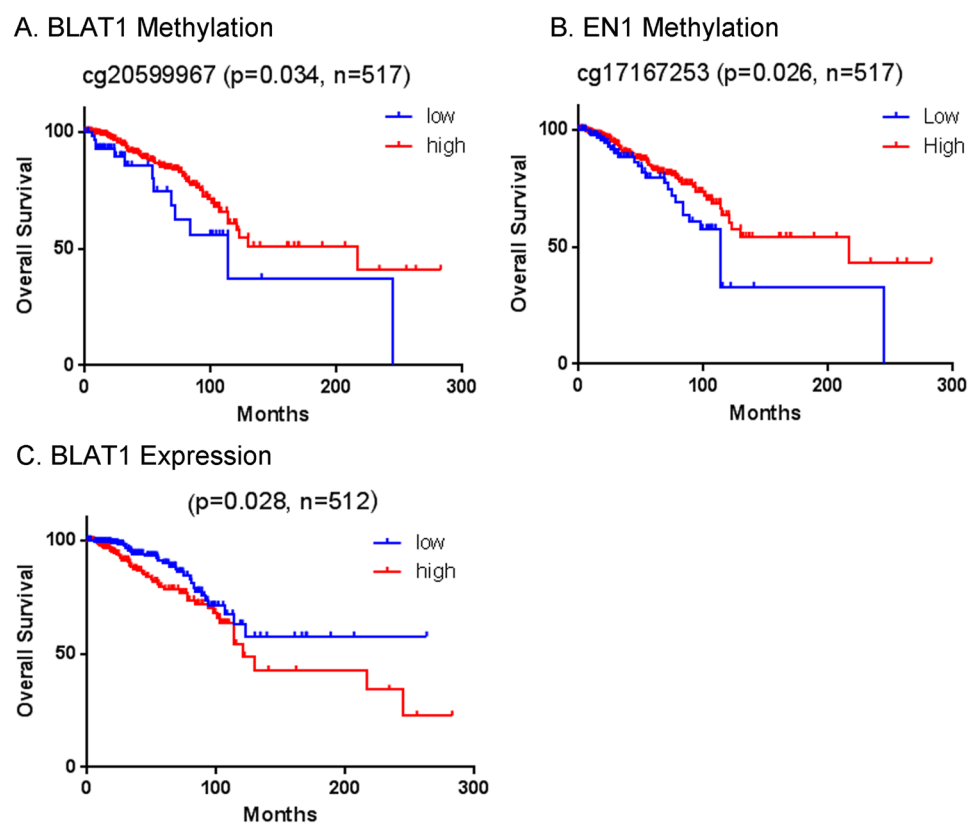 A. BLAT1 Methylation
cg20599967 (p=0.034, n=517)
low
high
100
50
0
Overall Survival
0 100 200 300
Months
B. EN1 Methylation
cg17167253 (p=0.026, n=517)
Low
High
100
50
0
Overall Survival
0 100 200 300
Months
C. BLAT1 Expression
(p=0.028, n=512)
low
high
100
50
0
Overall Survival
0 100 200 300
Months